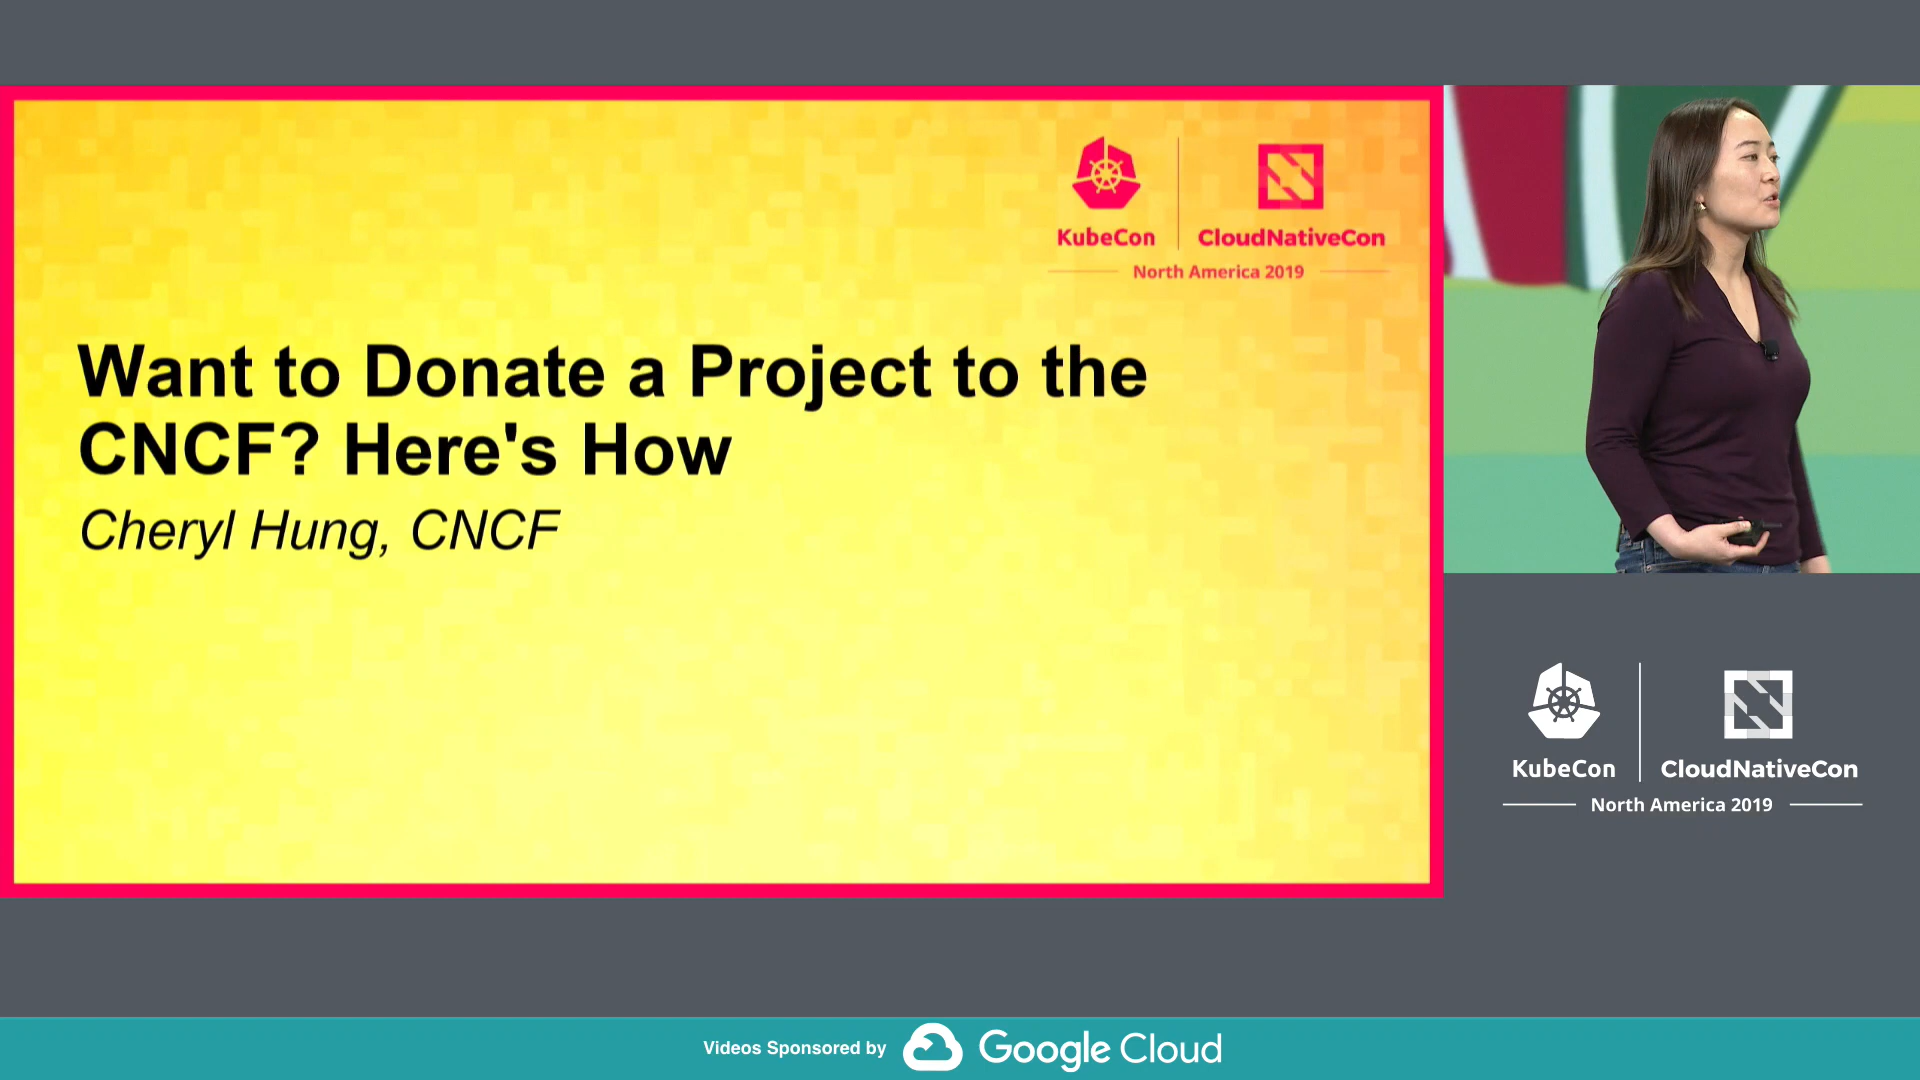 KubeCon
CloudNativeCon
North America 2019
Want to Donate a Project to the
CNCF? Here's How
Cheryl Hung, CNCF
KubeCon
CloudNativeCon
North America 2019
Videos Sponsored by Google Cloud